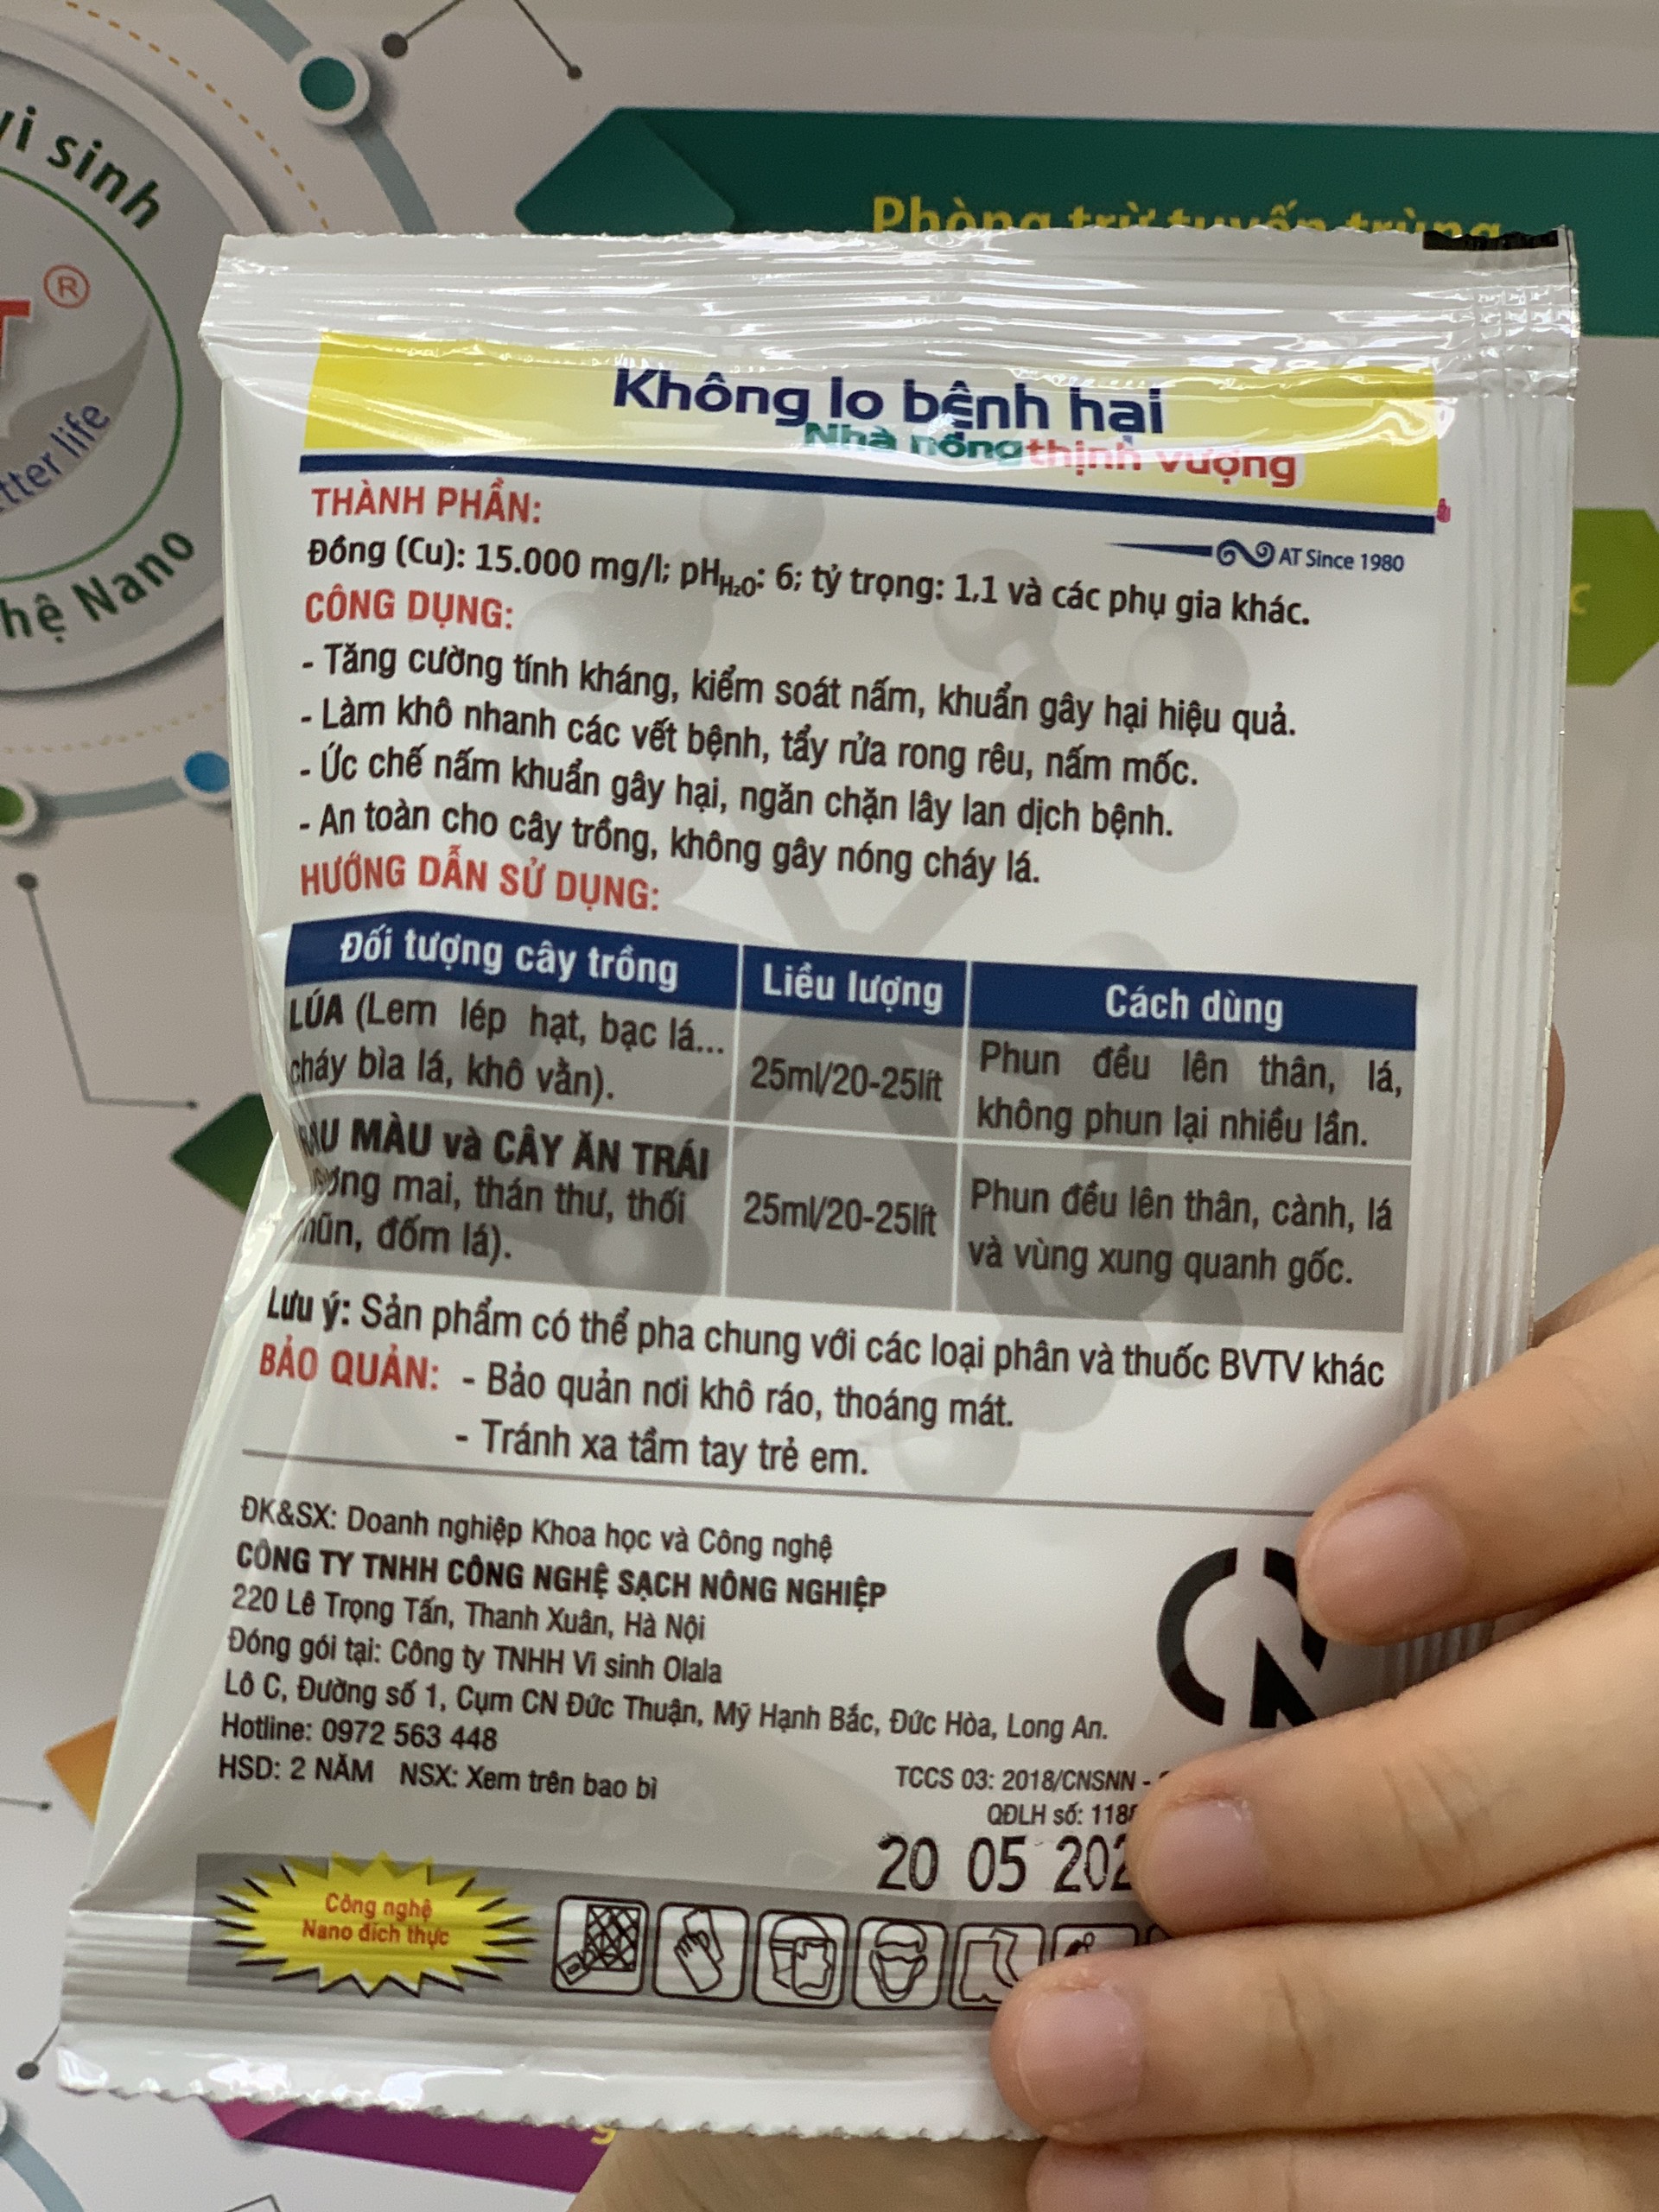 vi sinh
®
T
tter life
hệ Nano
Phòng trừ tuyến trùng
Không lo bệnh hại
Nhà nông thịnh vượng
THÀNH PHẦN:
AT Since 1980
Đồng (Cu): 15.000 mg/l; pHH₂O: 6; tỷ trọng: 1,1 và các phụ gia khác.
CÔNG DỤNG:
- Tăng cường tính kháng, kiểm soát nấm, khuẩn gây hại hiệu quả.
- Làm khô nhanh các vết bệnh, tẩy rửa rong rêu, nấm mốc.
- Ức chế nấm khuẩn gây hại, ngăn chặn lây lan dịch bệnh.
- An toàn cho cây trồng, không gây nóng cháy lá.
HƯỚNG DẪN SỬ DỤNG:
Đối tượng cây trồng Liều lượng Cách dùng
LÚA (Lem lép hạt, bạc lá...
cháy bìa lá, khô vằn).
25ml/20-25lít
Phun đều lên thân, lá,
không phun lại nhiều lần.
AU MÀU và CÂY ĂN TRÁI
ương mai, thán thư, thối
nhũn, đốm lá).
25ml/20-25lít
Phun đều lên thân, cành, lá
và vùng xung quanh gốc.
Lưu ý: Sản phẩm có thể pha chung với các loại phân và thuốc BVTV khác
BẢO QUẢN: - Bảo quản nơi khô ráo, thoáng mát.
- Tránh xa tầm tay trẻ em.
ĐK&SX: Doanh nghiệp Khoa học và Công nghệ
CÔNG TY TNHH CÔNG NGHỆ SẠCH NÔNG NGHIỆP
220 Lê Trọng Tấn, Thanh Xuân, Hà Nội
Đóng gói tại: Công ty TNHH Vi sinh Olala
Lô C, Đường số 1, Cụm CN Đức Thuận, Mỹ Hạnh Bắc, Đức Hòa, Long An.
Hotline: 0972 563 448
HSD: 2 NĂM NSX: Xem trên bao bì
TCCS 03: 2018/CNSNN -
QĐLH số: 118
20 05 202
Công nghệ
Nano đích thực